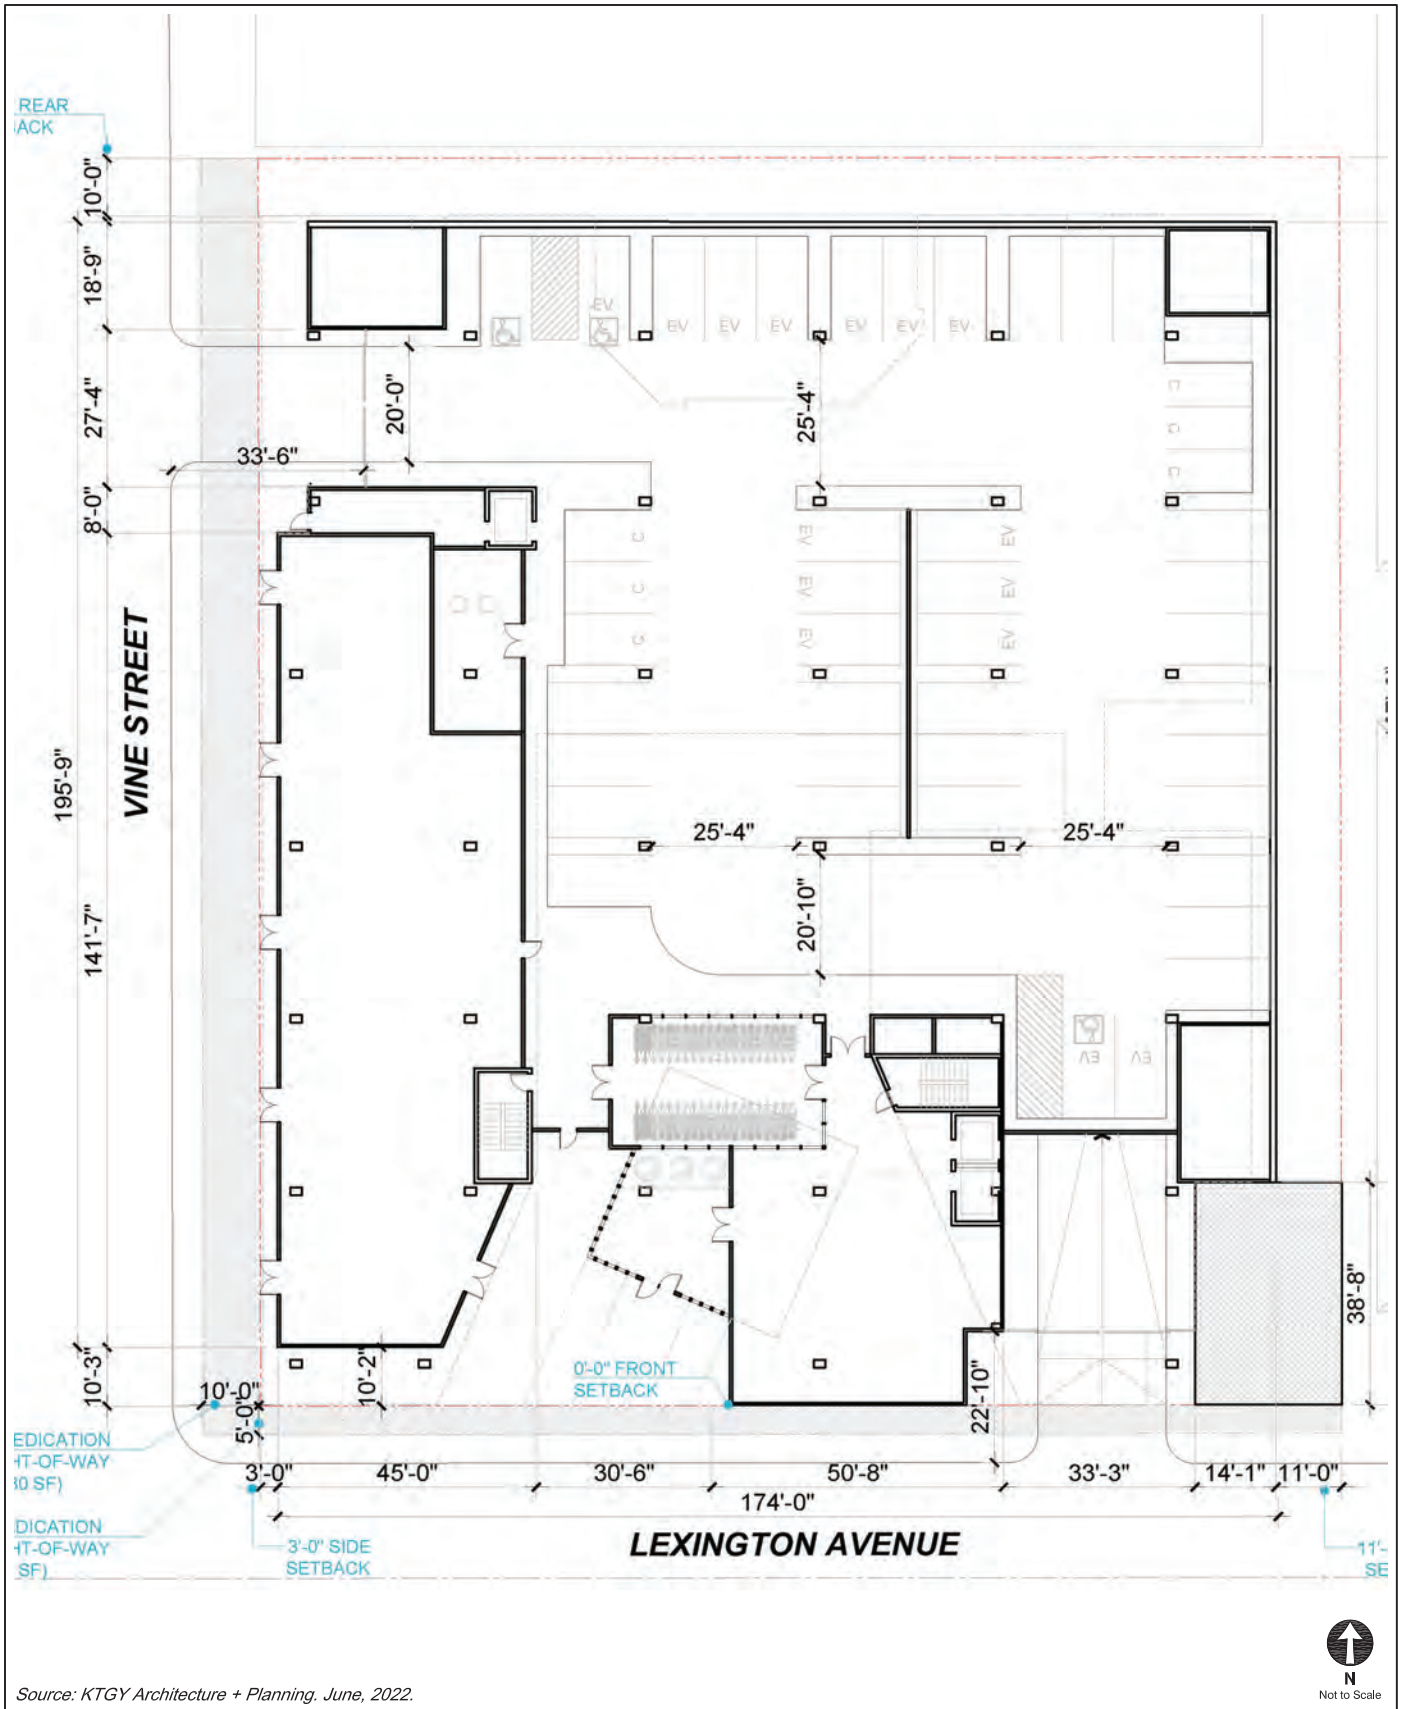 REAR
ACK
10'-0"
18'-9"
27'-4"
20'-0"
25'-4"
33'-6"
8'-0"
EV
EV
EV
EV
EV
EV
EV
C
C
C
C
C
C
EV
EV
EV
EV
EV
EV
VINE STREET
195'-9"
141'-7"
25'-4"
25'-4"
20'-10"
EV
EV
38'-8"
10'-3"
10'-2"
0'-0" FRONT
SETBACK
22'-10"
10'-0"
5'-0"
EDICATION
HT-OF-WAY
30 SF)
3'-0"
45'-0"
30'-6"
50'-8"
33'-3"
14'-1"
11'-0"
174'-0"
DICATION
HT-OF-WAY
SF)
3'-0" SIDE
SETBACK
LEXINGTON AVENUE
11'-
SE
N
Not to Scale
Source: KTGY Architecture + Planning. June, 2022.